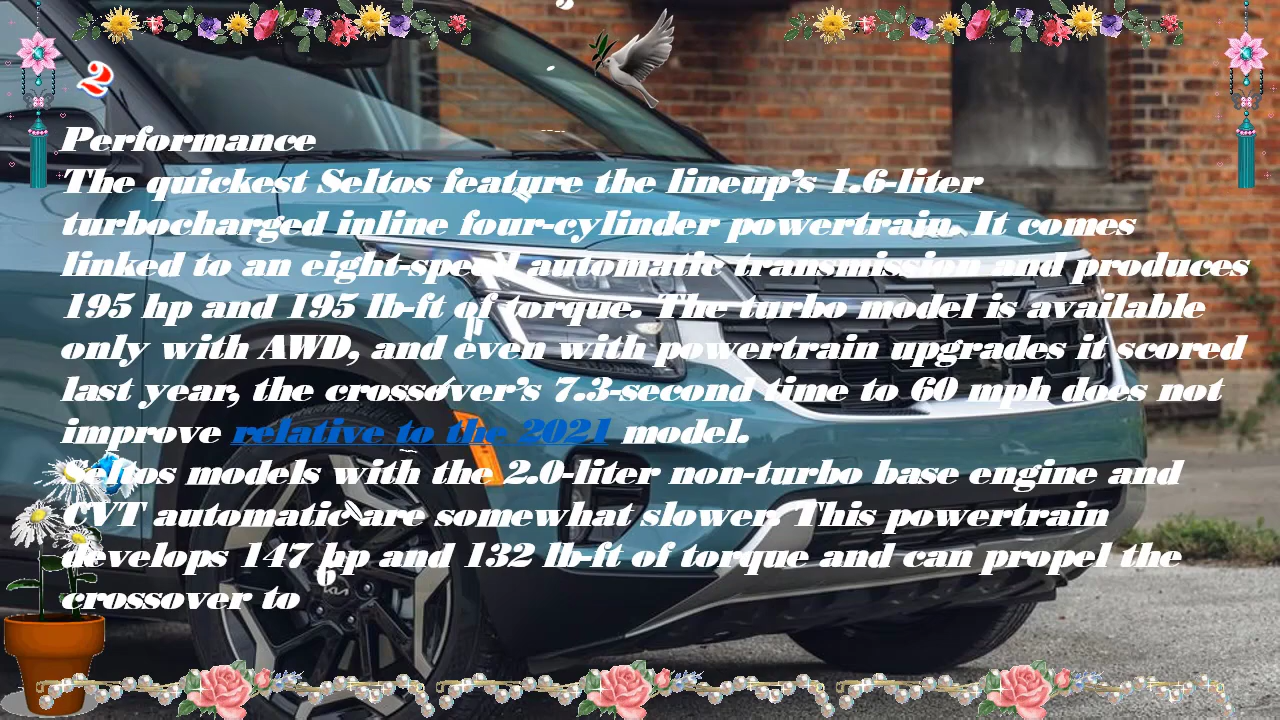 2
Performance
The quickest Seltos feature the lineup's 1.6-liter
turbocharged inline four-cylinder powertrain. It comes
linked to an eight-speed automatic transmission and produces
195 hp and 195 lb-ft of torque. The turbo model is available
only with AWD, and even with powertrain upgrades it scored
last year, the crossover's 7.3-second time to 60 mph does not
improve relative to the 2021 model.
Seltos models with the 2.0-liter non-turbo base engine and
CVT automatic are somewhat slower. This powertrain
develops 147 hp and 132 lb-ft of torque and can propel the
crossover to